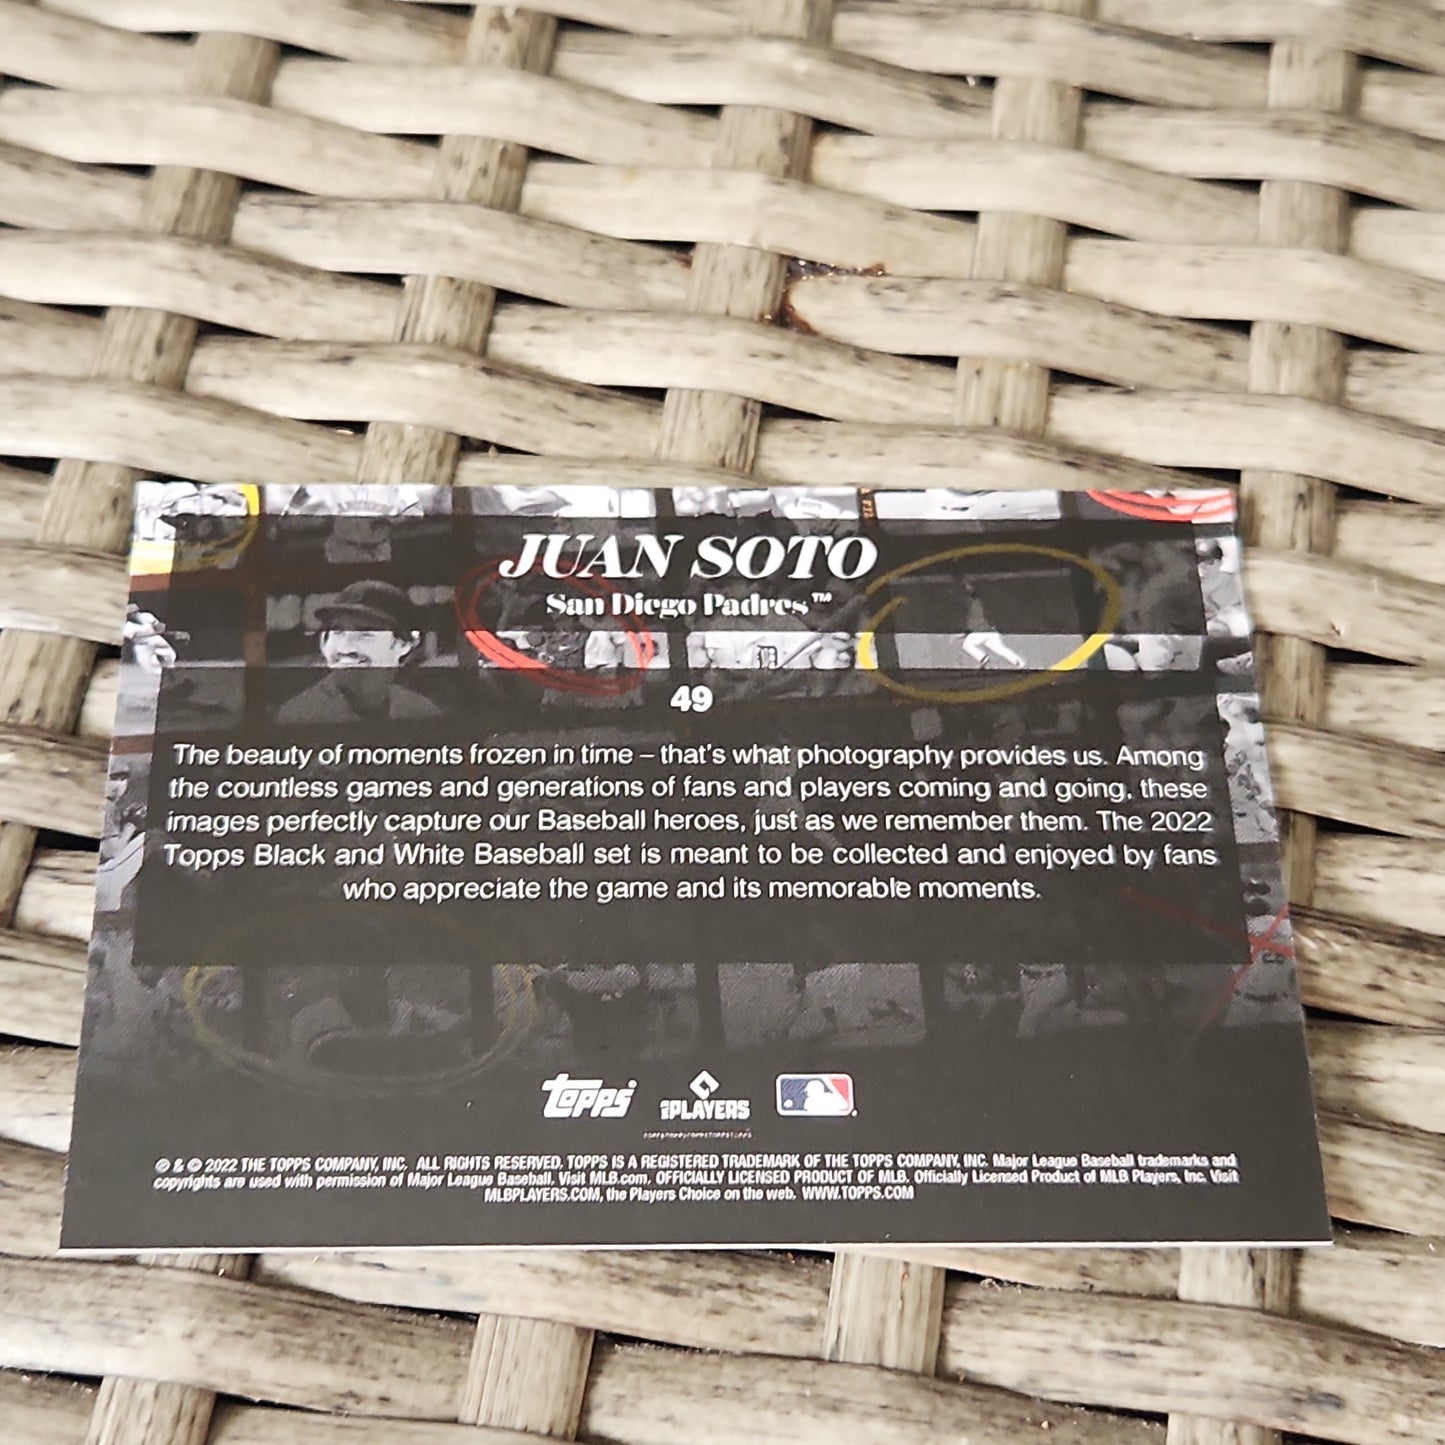 JUAN SOTO
San Diego Padres™
49
The beauty of moments frozen in time – that's what photography provides us. Among
the countless games and generations of fans and players coming and going, these
images perfectly capture our Baseball heroes, just as we remember them. The 2022
Topps Black and White Baseball set is meant to be collected and enjoyed by fans
who appreciate the game and its memorable moments.
topps PLAYERS
® & © 2022 THE TOPPS COMPANY, INC. ALL RIGHTS RESERVED. TOPPS IS A REGISTERED TRADEMARK OF THE TOPPS COMPANY, INC. Major League Baseball trademarks and
copyrights are used with permission of Major League Baseball. Visit MLB.com. OFFICIALLY LICENSED PRODUCT OF MLB. Officially Licensed Product of MLB Players, Inc. Visit
MLBPLAYERS.COM, the Players Choice on the web. WWW.TOPPS.COM